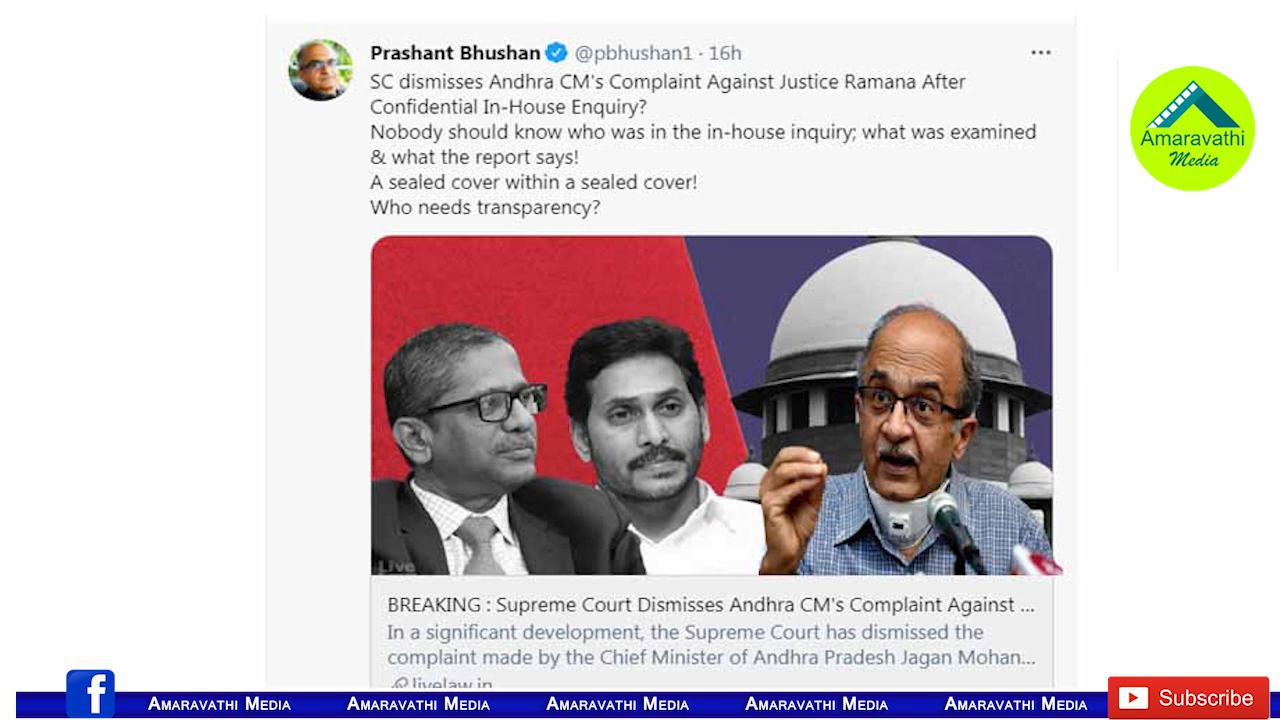 Prashant Bhushan @pbhushan1 · 16h
SC dismisses Andhra CM's Complaint Against Justice Ramana After
Confidential In-House Enquiry?
Nobody should know who was in the in-house inquiry; what was examined
& what the report says!
A sealed cover within a sealed cover!
Who needs transparency?
Amaravathi
Media
3M
Live
BREAKING : Supreme Court Dismisses Andhra CM's Complaint Against ...
In a significant development, the Supreme Court has dismissed the
complaint made by the Chief Minister of Andhra Pradesh Jagan Mohan...
livelaw.in
f AMARAVATHI MEDIA AMARAVATHI MEDIA AMARAVATHI MEDIA AMARAVATHI MEDIA AMARAVATHI MEDIA Subscribe